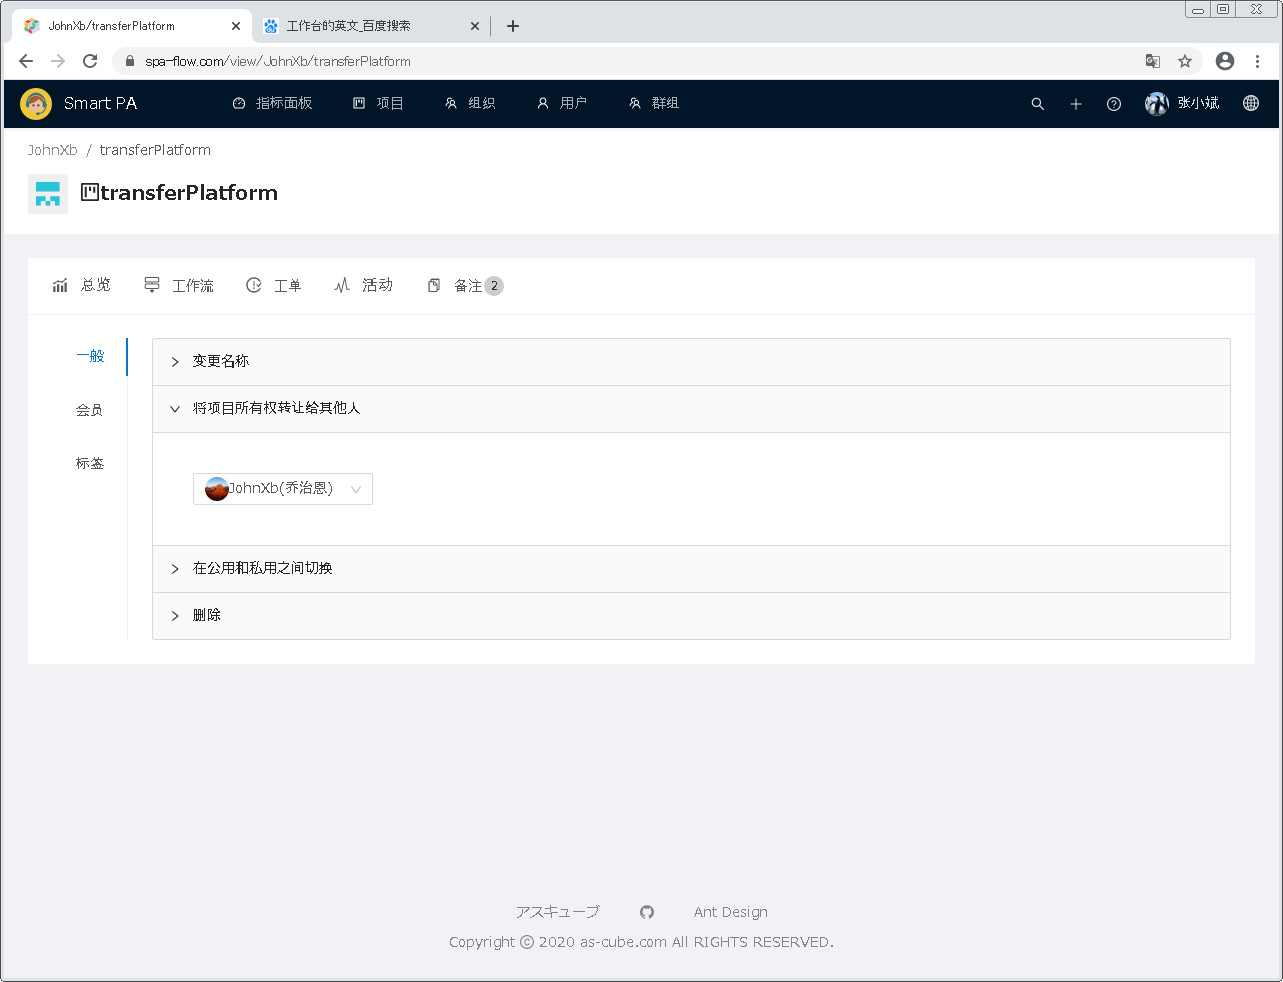 JohnXb/transferPlatform
工作台的英文_百度搜索
spa-flow.com/view/JohnXb/transferPlatform
Smart PA
指标面板
项目
组织
用户
群组
张小斌
JohnXb / transferPlatform
transferPlatform
总览
工作流
工单
活动
备注 2
一般
会员
标签
变更名称
将项目所有权转让给其他人
JohnXb(乔治恩)
在公用和私用之间切换
删除
アスキューブ
Ant Design
Copyright © 2020 as-cube.com All RIGHTS RESERVED.